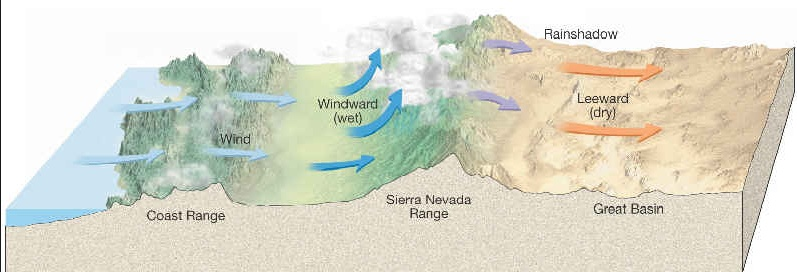 Rainshadow
Windward
(wet)
Leeward
(dry)
Wind
Coast Range
Sierra Nevada
Range
Great Basin